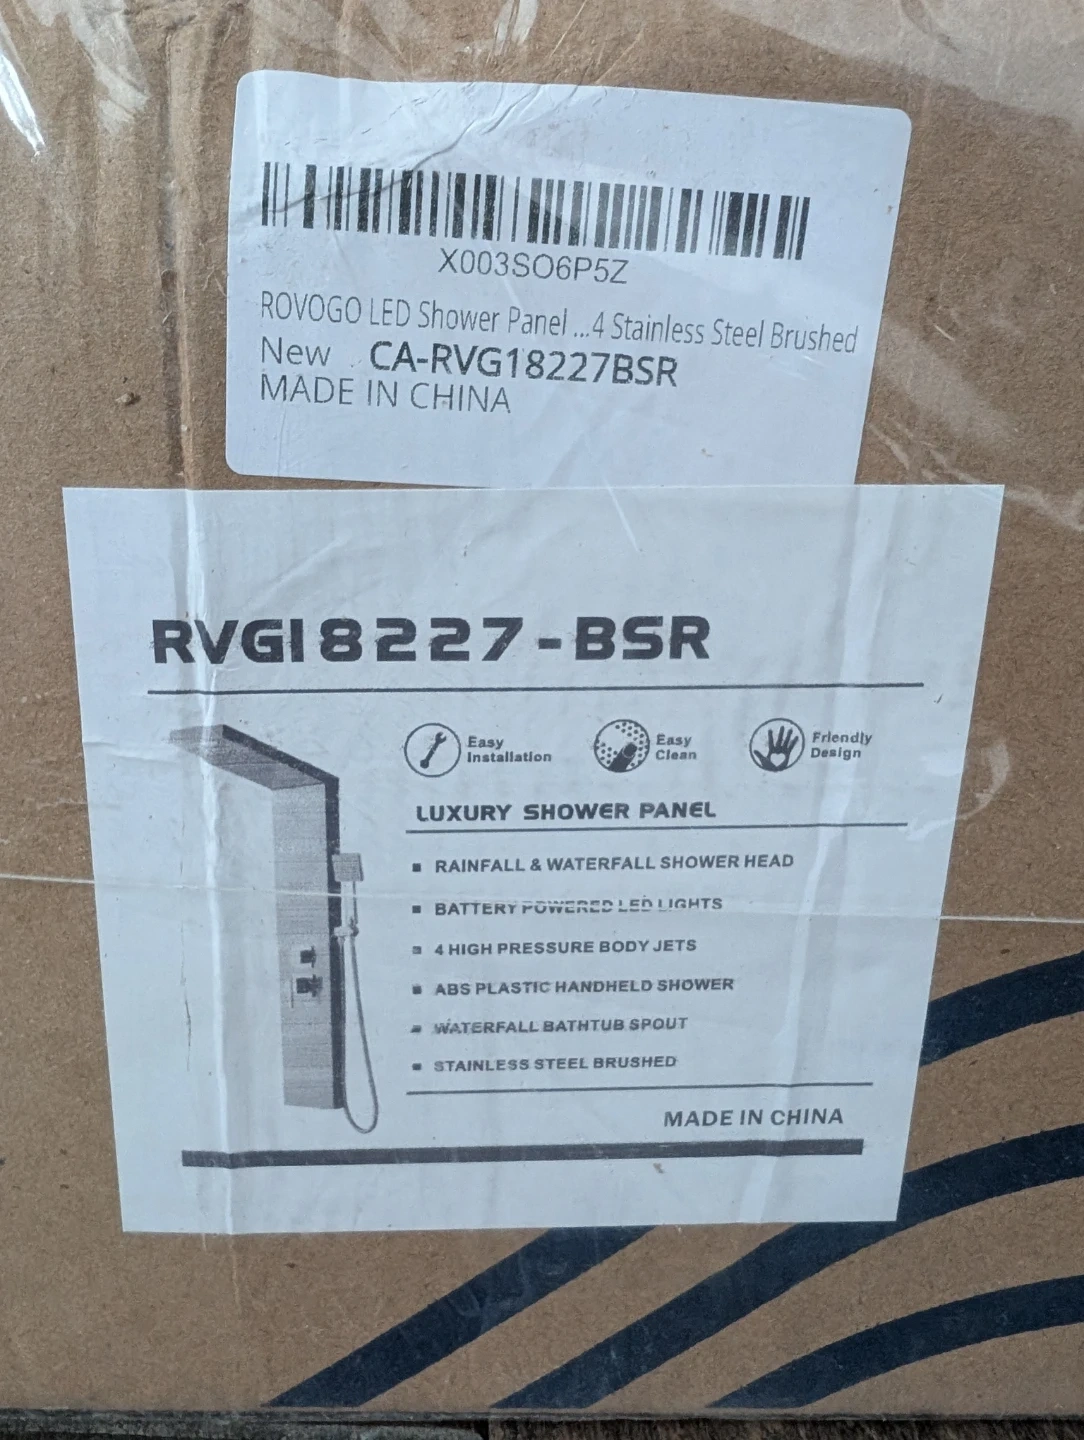 X003SO6P5Z
ROVOGO LED Shower Panel ...4 Stainless Steel Brushed
New CA-RVG18227BSR
MADE IN CHINA
RVG18227-BSR
Easy Installation
Easy Clean
Friendly Design
LUXURY SHOWER PANEL
▪ RAINFALL & WATERFALL SHOWER HEAD
▪ BATTERY POWERED LED LIGHTS
▪ 4 HIGH PRESSURE BODY JETS
▪ ABS PLASTIC HANDHELD SHOWER
▪ WATERFALL BATHTUB SPOUT
▪ STAINLESS STEEL BRUSHED
MADE IN CHINA